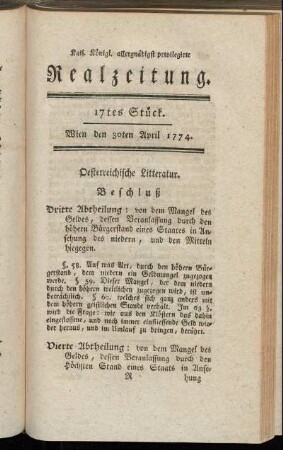 Kais. Königl. allergnädigst privilegirte
Realzeitung.
17tes Stück.
Wien den 30ten April 1774.
Oesterreichische Litteratur.
Beschluß
Dritte Abtheilung: von dem Mangel des
Geldes, dessen Veranlassung durch den
höhern Bürgerstand eines Staates in An-
sehung des niedern, und den Mitteln
hiegegen.
§. 58. Auf was Art, durch den höhern Bür-
gerstand, dem niedern ein Geldmangel zugezogen
werde. §. 59. Dieser Mangel, der dem niedern
durch den höhern weltlichen zugezogen wird, ist un-
beträchtlich. §. 60. welches sich ganz anders mit
dem höhern geistlichen Stande verhält. Im 63 §.
wird die Frage: wie aus den Klöstern das dahin
eingeflossene, und noch immer einfliessende Geld wie-
der heraus, und im Umlauf zu bringen, berührt.
Vierte Abtheilung: von dem Mangel des
Geldes, dessen Veranlassung durch den
Höchsten Stand eines Staats in Anse-
R hung